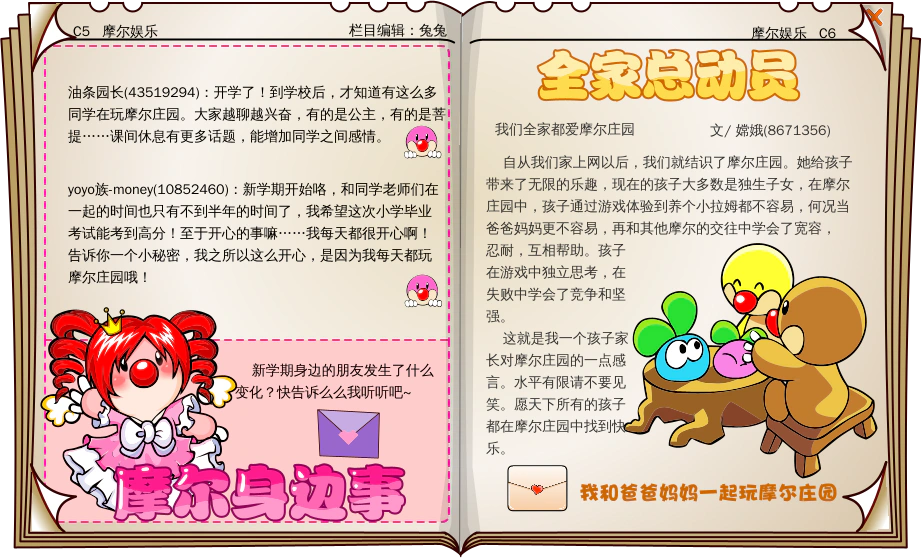 C5 摩尔娱乐
栏目编辑：兔兔
油条园长(43519294)：开学了！到学校后，才知道有这么多
同学在玩摩尔庄园。大家越聊越兴奋，有的是公主，有的是菩
提……课间休息有更多话题，能增加同学之间感情。
yoyo族-money(10852460)：新学期开始咯，和同学老师们在
一起的时间也只有不到半年的时间了，我希望这次小学毕业
考试能考到高分！至于开心的事嘛……我每天都很开心啊！
告诉你一个小秘密，我之所以这么开心，是因为我每天都玩
摩尔庄园哦！
新学期身边的朋友发生了什么
变化？快告诉么么我听听吧~
摩尔身边事
摩尔娱乐 C6
全家总动员
我们全家都爱摩尔庄园
文/ 嫦娥(8671356)
自从我们家上网以后，我们就结识了摩尔庄园。她给孩子
带来了无限的乐趣，现在的孩子大多数是独生子女，在摩尔
庄园中，孩子通过游戏体验到养个小拉姆都不容易，何况当
爸爸妈妈更不容易，再和其他摩尔的交往中学会了宽容，
忍耐，互相帮助。孩子
在游戏中独立思考，在
失败中学会了竞争和坚
强。
这就是我一个孩子家
长对摩尔庄园的一点感
言。水平有限请不要见
笑。愿天下所有的孩子
都在摩尔庄园中找到快
乐。
我和爸爸妈妈一起玩摩尔庄园